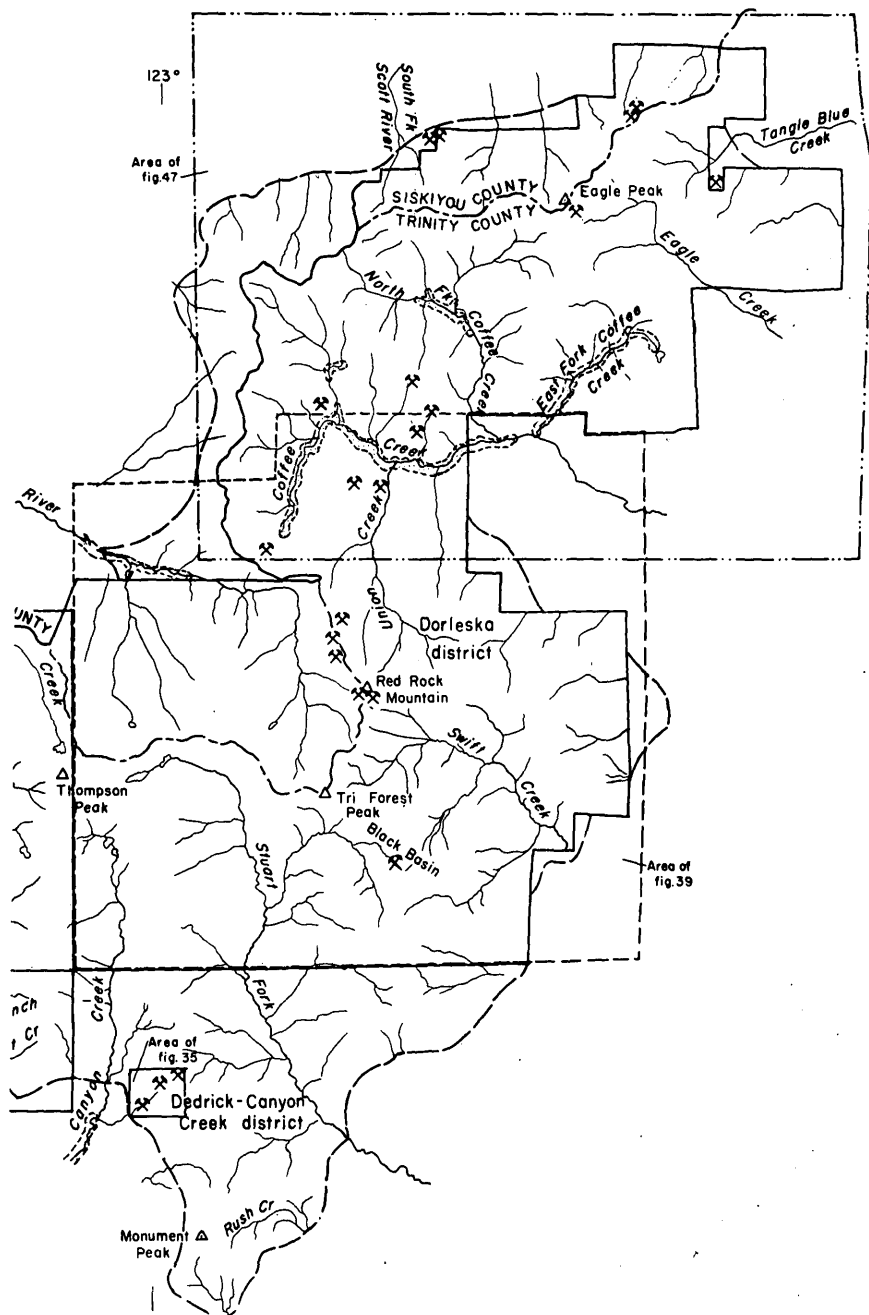 123°
South Fk
Scott River
Tangle Blue
Creek
Area of
fig. 47
SISKIYOU COUNTY
TRINITY COUNTY
Eagle Peak
Eagle
Creek
North
Fk
Coffee
Creek
East Fork Coffee
Creek
Coffee
Creek
River
Creek
Union
Dorleska
district
UNTY
Creek
Red Rock
Mountain
Swift
Creek
Thompson
Peak
Tri Forest
Peak
Black Basin
Stuart
Fork
Area of
fig. 39
nch
t Cr
Creek
Canyon
Area of
fig. 35
Dedrick-Canyon
Creek district
Rush Cr
Monument
Peak